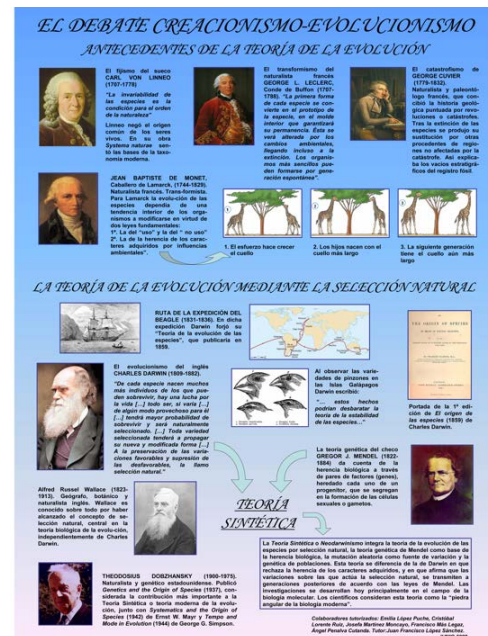 EL DEBATE CREACIONISMO-EVOLUCIONISMO
ANTECEDENTES DE LA TEORÍA DE LA EVOLUCIÓN
El fijismo del sueco
CARL VON LINNEO
(1707-1778)
"La invariabilidad de
las especies es la
condición para el orden
de la naturaleza"
Linneo negó el origen
común de los seres
vivos. En su obra
Systema naturae sen-
tó las bases de la taxo-
nomía moderna.
El transformismo del
naturalista francés
GEORGE L. LECLERC,
Conde de Buffon (1707-
1788). "La primera forma
de cada especie se con-
vierte en el prototipo de
la especie, en el molde
interior que garantizará
su permanencia. Ésta se
verá alterada por los
cambios ambientales,
llegando incluso a la
extinción. Los organis-
mos más sencillos pue-
den formarse por gene-
ración espontánea".
El catastrofismo de
GEORGE CUVIER
(1779-1832).
Naturalista y paleontó-
logo francés, que con-
cibió la historia geoló-
gica puntuada por revo-
luciones o catástrofes.
Tras la extinción de las
especies se produjo su
sustitución por otras
procedentes de regio-
nes no afectadas por la
catástrofe. Así explica-
ba los vacíos estratigrá-
ficos del registro fósil.
JEAN BAPTISTE DE MONET,
Caballero de Lamarck, (1744-1829).
Naturalista francés. Trans-formista.
Para Lamarck la evolu-ción de las
especies dependía de una
tendencia interior de los orga-
nismos a modificarse en virtud de
dos leyes fundamentales:
1ª. La del "uso" y la del " no uso"
2ª. La de la herencia de los carac-
teres adquiridos por influencias
ambientales".
1. El esfuerzo hace crecer
el cuello
2. Los hijos nacen con el
cuello más largo
3. La siguiente generación
tiene el cuello aún más
largo
LA TEORÍA DE LA EVOLUCIÓN MEDIANTE LA SELECCIÓN NATURAL
RUTA DE LA EXPEDICIÓN DEL
BEAGLE (1831-1836). En dicha
expedición Darwin forjó su
"Teoría de la evolución de las
especies", que publicaría en
1859.
THE ORIGIN OF SPECIES
Portada de la 1ª edi-
ción de El origen de
las especies (1859) de
Charles Darwin.
El evolucionismo del inglés
CHARLES DARWIN (1809-1882).
"De cada especie nacen muchos
más individuos de los que pue-
den sobrevivir, hay una lucha por
la vida [...] todo ser, si varía [...]
de algún modo provechoso para él
[...] tendrá mayor probabilidad de
sobrevivir y será naturalmente
seleccionado. [...] Toda variedad
seleccionada tenderá a propagar
su nueva y modificada forma [...]
A la preservación de las varia-
ciones favorables y supresión de
las desfavorables, la llamo
selección natural."
Al observar las varie-
dades de pinzones en
las Islas Galápagos
Darwin escribió:
"... estos hechos
podrían desbaratar la
teoría de la estabilidad
de las especies..."
La teoría genética del checo
GREGOR J. MENDEL (1822-
1884) da cuenta de la
herencia biológica a través
de pares de factores (genes),
heredado cada uno de un
progenitor, que se segregan
en la formación de las células
sexuales o gametos.
Alfred Russel Wallace (1823-
1913). Geógrafo, botánico y
naturalista inglés. Wallace es
conocido sobre todo por haber
alcanzado el concepto de se-
lección natural, central en la
teoría biológica de la evolu-ción,
independientemente de Charles
Darwin.
TEORÍA
SINTÉTICA
THEODOSIUS DOBZHANSKY (1900-1975).
Naturalista y genético estadounidense. Publicó
Genetics and the Origin of Species (1937), con-
siderada la contribución más importante a la
Teoría Sintética o teoría moderna de la evolu-
ción, junto con Systematics and the Origin of
Species (1942) de Ernst W. Mayr y Tempo and
Mode in Evolution (1944) de George G. Simpson.
La Teoría Sintética o Neodarwinismo integra la teoría de la evolución de las
especies por selección natural, la teoría genética de Mendel como base de
la herencia biológica, la mutación aleatoria como fuente de variación y la
genética de poblaciones. Esta teoría se diferencia de la de Darwin en que
rechaza la herencia de los caracteres adquiridos, y en que afirma que las
variaciones sobre las que actúa la selección natural, se transmiten a
generaciones posteriores de acuerdo con las leyes de Mendel. Las
investigaciones se desarrollan hoy principalmente en el campo de la
biología molecular. Los científicos consideran esta teoría como la "piedra
angular de la biología moderna".
Colaboradores tutorizados: Emilia López Puche, Cristóbal
Lorente Ruiz, Josefa Martínez Moncayo, Francisco Más Legaz,
Ángel Penalva Cutanda. Tutor:Juan Francisco López Sánchez.